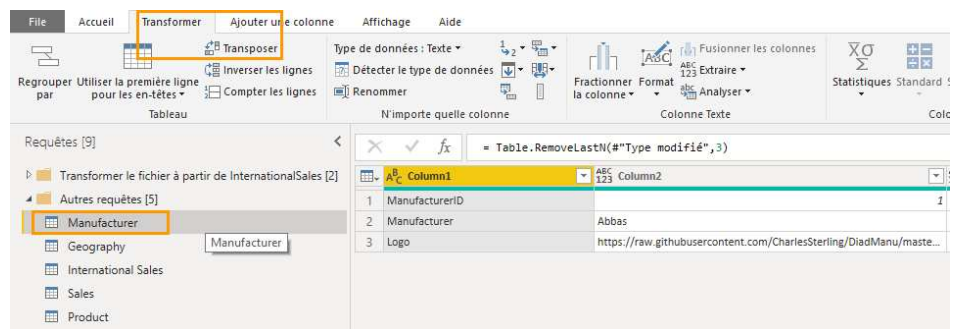 File Accueil Transformer Ajouter une colonne Affichage Aide
Transposer Type de données : Texte Fusionner les colonnes
Inverser les lignes Détecter le type de données Extraire
Regrouper par Utiliser la première ligne pour les en-têtes Compter les lignes Renommer Fractionner la colonne Format Analyser Statistiques Standard
Tableau N'importe quelle colonne Colonne Texte
Requêtes [9] fx = Table.RemoveLastN(#"Type modifié",3)
Transformer le fichier à partir de InternationalSales [2] ABC Column1 ABC 123 Column2
Autres requêtes [5] 1 ManufacturerID 1
Manufacturer 2 Manufacturer Abbas
Geography Manufacturer 3 Logo https://raw.githubusercontent.com/CharlesSterling/DiadManu/maste...
International Sales
Sales
Product